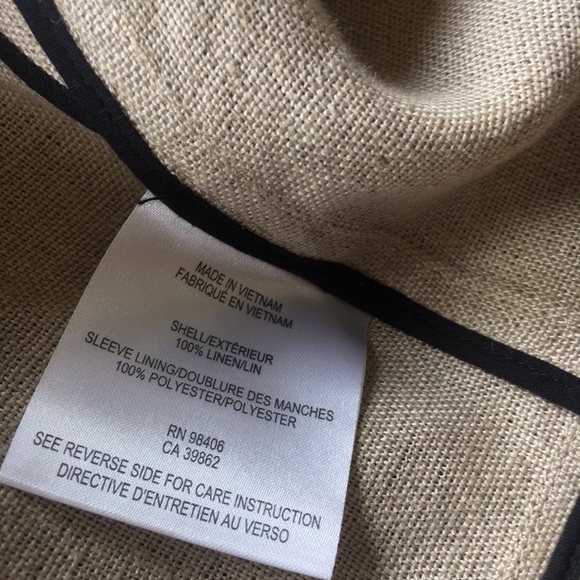 MADE IN VIETNAM
FABRIQUÉ EN VIETNAM
SHELL/EXTÉRIEUR
100% LINEN/LIN
SLEEVE LINING/DOUBLURE DES MANCHES
100% POLYESTER/POLYESTER
RN 98406
CA 39862
SEE REVERSE SIDE FOR CARE INSTRUCTION
DIRECTIVE D'ENTRETIEN AU VERSO